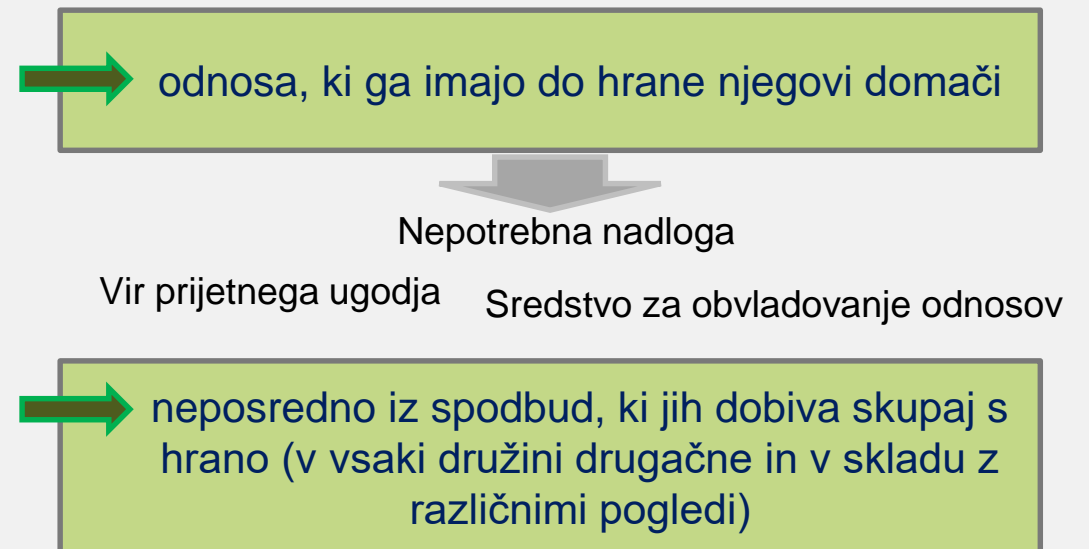 odnosa, ki ga imajo do hrane njegovi domači
Nepotrebna nadloga
Vir prijetnega ugodja
Sredstvo za obvladovanje odnosov
neposredno iz spodbud, ki jih dobiva skupaj s
hrano (v vsaki družini drugačne in v skladu z
različnimi pogledi)